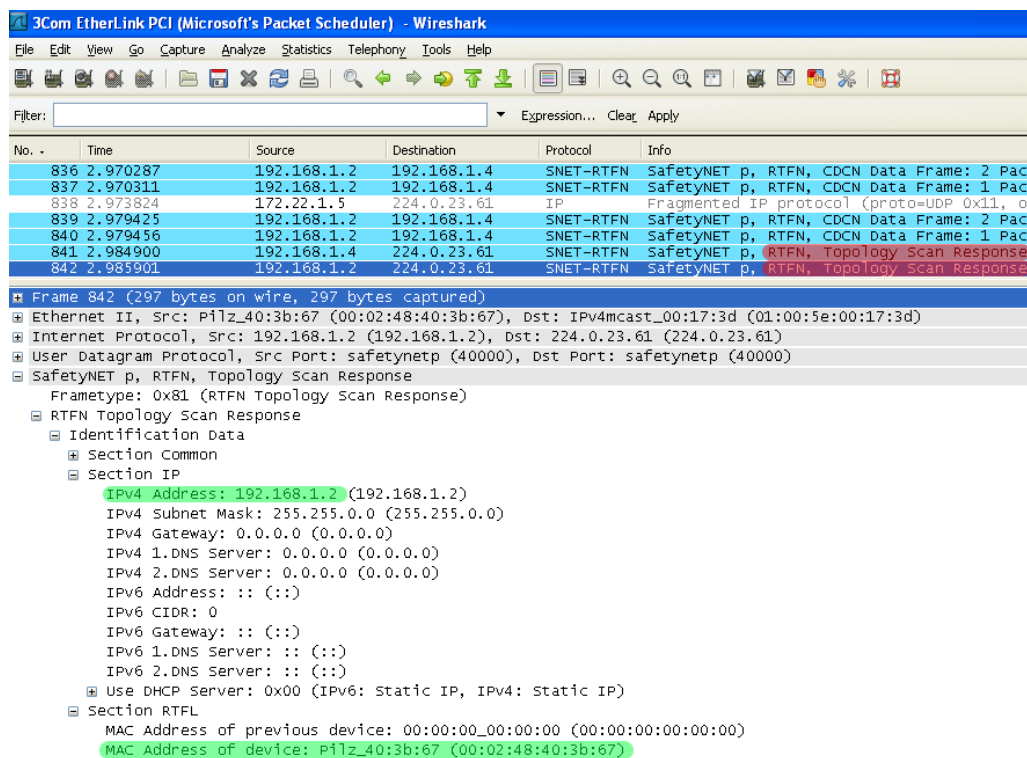 3Com EtherLink PCI (Microsoft's Packet Scheduler) - Wireshark
File Edit View Go Capture Analyze Statistics Telephony Tools Help
Filter: Expression... Clear Apply
No. - Time Source Destination Protocol Info
836 2.970287 192.168.1.2 192.168.1.4 SNET-RTFN SafetyNET p, RTFN, CDCN Data Frame: 2 Pac
837 2.970311 192.168.1.2 192.168.1.4 SNET-RTFN SafetyNET p, RTFN, CDCN Data Frame: 1 Pac
838 2.973824 172.22.1.5 224.0.23.61 IP Fragmented IP protocol (proto=UDP 0x11, o
839 2.979425 192.168.1.2 192.168.1.4 SNET-RTFN SafetyNET p, RTFN, CDCN Data Frame: 2 Pac
840 2.979456 192.168.1.2 192.168.1.4 SNET-RTFN SafetyNET p, RTFN, CDCN Data Frame: 1 Pac
841 2.984900 192.168.1.4 224.0.23.61 SNET-RTFN SafetyNET p, RTFN, Topology Scan Response
842 2.985901 192.168.1.2 224.0.23.61 SNET-RTFN SafetyNET p, RTFN, Topology Scan Response
Frame 842 (297 bytes on wire, 297 bytes captured)
Ethernet II, Src: Pilz_40:3b:67 (00:02:48:40:3b:67), Dst: IPv4mcast_00:17:3d (01:00:5e:00:17:3d)
Internet Protocol, Src: 192.168.1.2 (192.168.1.2), Dst: 224.0.23.61 (224.0.23.61)
User Datagram Protocol, Src Port: safetynetp (40000), Dst Port: safetynetp (40000)
SafetyNET p, RTFN, Topology Scan Response
Frametype: 0x81 (RTFN Topology Scan Response)
RTFN Topology Scan Response
Identification Data
Section Common
Section IP
IPv4 Address: 192.168.1.2 (192.168.1.2)
IPv4 Subnet Mask: 255.255.0.0 (255.255.0.0)
IPv4 Gateway: 0.0.0.0 (0.0.0.0)
IPv4 1.DNS Server: 0.0.0.0 (0.0.0.0)
IPv4 2.DNS Server: 0.0.0.0 (0.0.0.0)
IPv6 Address: :: (::)
IPv6 CIDR: 0
IPv6 Gateway: :: (::)
IPv6 1.DNS Server: :: (::)
IPv6 2.DNS Server: :: (::)
Use DHCP Server: 0x00 (IPv6: Static IP, IPv4: Static IP)
Section RTFL
MAC Address of previous device: 00:00:00_00:00:00 (00:00:00:00:00:00)
MAC Address of device: Pilz_40:3b:67 (00:02:48:40:3b:67)